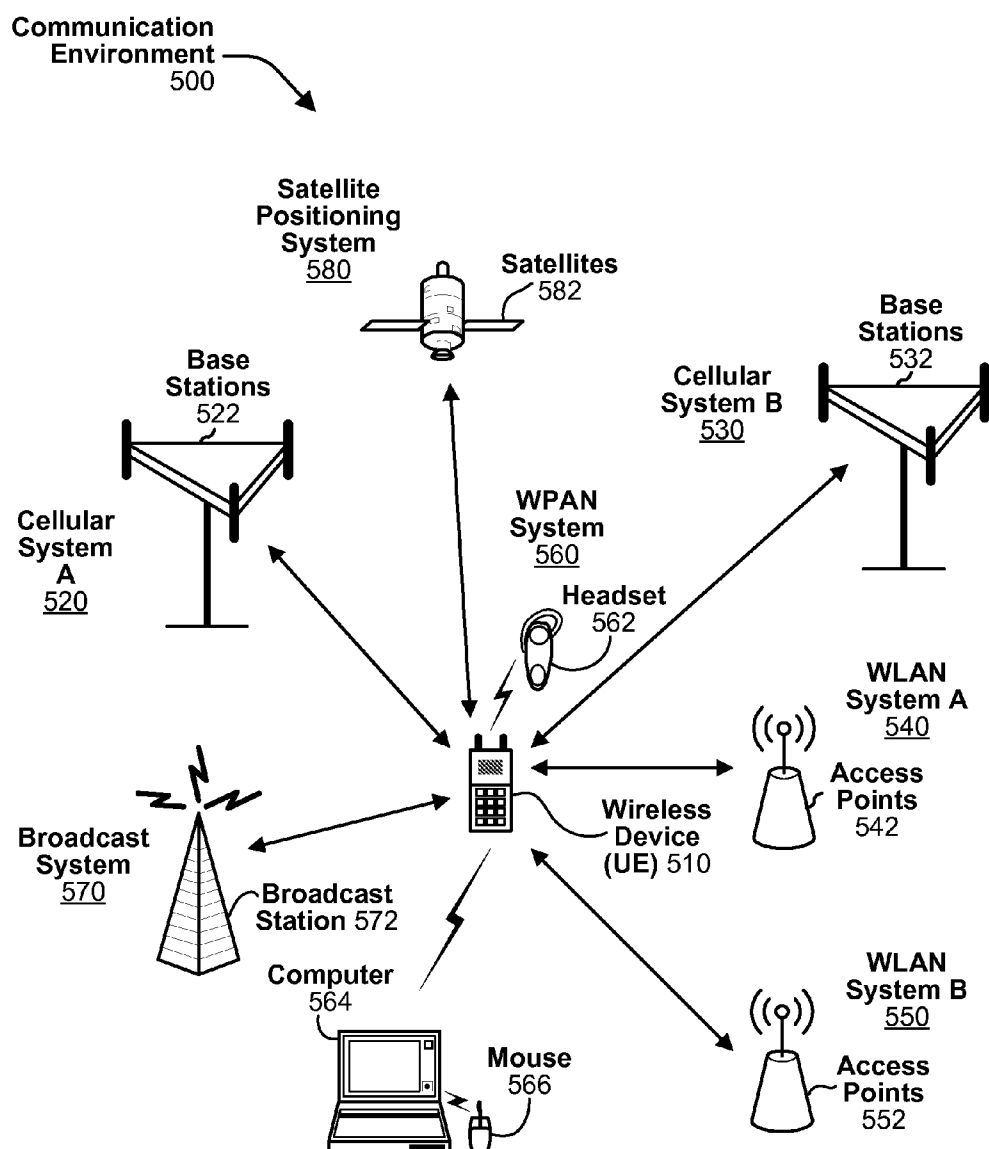 Communication
Environment
500
Satellite
Positioning
System
580
Satellites
582
Base
Stations
522
Base
Stations
532
Cellular
System B
530
Cellular
System
A
520
WPAN
System
560
Headset
562
WLAN
System A
540
Access
Points
542
Wireless
Device
(UE) 510
Broadcast
System
570
Broadcast
Station 572
Computer
564
Mouse
566
WLAN
System B
550
Access
Points
552